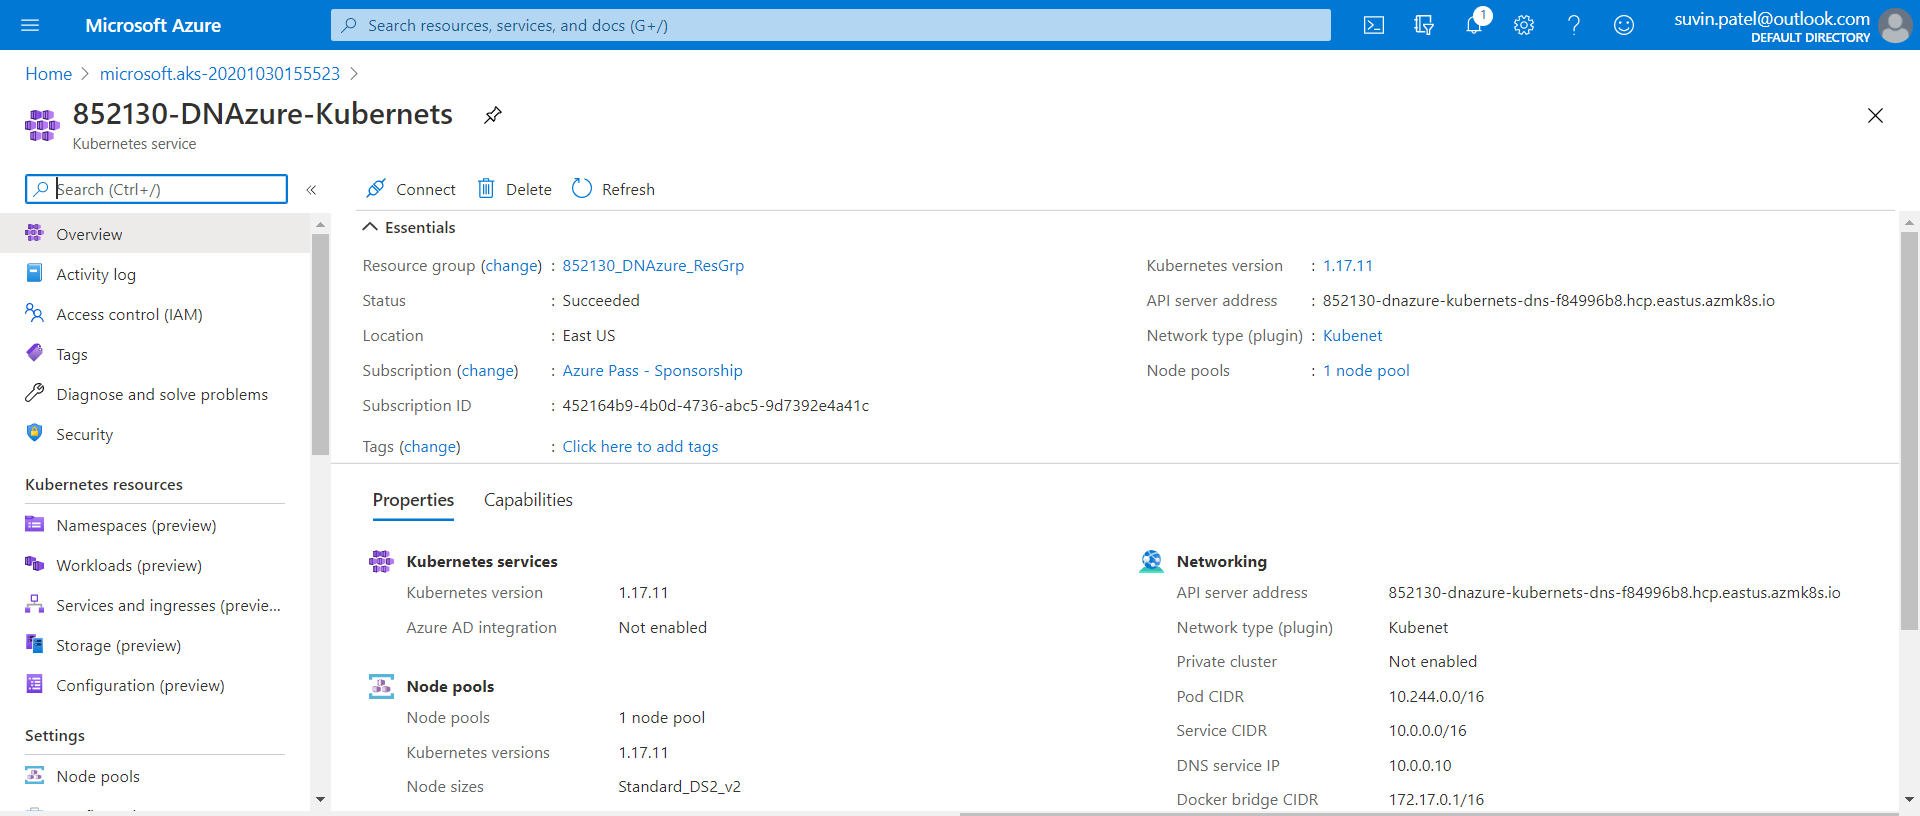 Microsoft Azure
Search resources, services, and docs (G+/)
1
suvin.patel@outlook.com
DEFAULT DIRECTORY
Home > microsoft.aks-20201030155523 >
852130-DNAzure-Kubernets
Kubernetes service
Search (Ctrl+/)
«
Connect
Delete
Refresh
Overview
Activity log
Access control (IAM)
Tags
Diagnose and solve problems
Security
Kubernetes resources
Namespaces (preview)
Workloads (preview)
Services and ingresses (previe...
Storage (preview)
Configuration (preview)
Settings
Node pools
Essentials
Resource group (change) : 852130_DNAzure_ResGrp
Status : Succeeded
Location : East US
Subscription (change) : Azure Pass - Sponsorship
Subscription ID : 452164b9-4b0d-4736-abc5-9d7392e4a41c
Tags (change) : Click here to add tags
Kubernetes version : 1.17.11
API server address : 852130-dnazure-kubernets-dns-f84996b8.hcp.eastus.azmk8s.io
Network type (plugin) : Kubenet
Node pools : 1 node pool
Properties
Capabilities
Kubernetes services
Kubernetes version 1.17.11
Azure AD integration Not enabled
Node pools
Node pools 1 node pool
Kubernetes versions 1.17.11
Node sizes Standard_DS2_v2
Networking
API server address 852130-dnazure-kubernets-dns-f84996b8.hcp.eastus.azmk8s.io
Network type (plugin) Kubenet
Private cluster Not enabled
Pod CIDR 10.244.0.0/16
Service CIDR 10.0.0.0/16
DNS service IP 10.0.0.10
Docker bridge CIDR 172.17.0.1/16